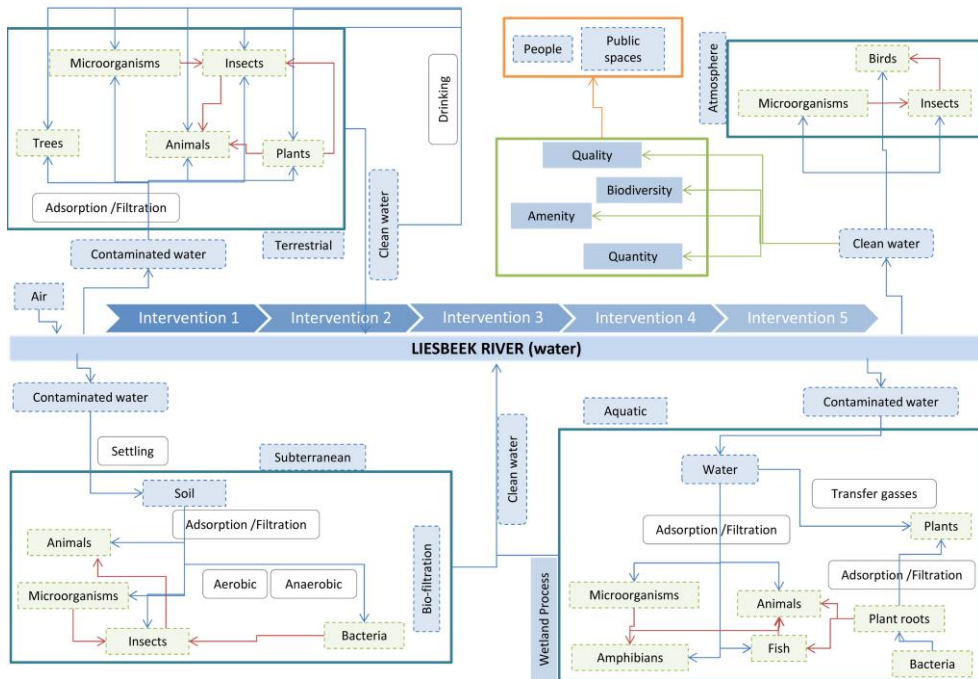 Microorganisms
Insects
Trees
Animals
Plants
Adsorption /Filtration
Terrestrial
Contaminated water
Clean water
Drinking
Air
People
Public
spaces
Quality
Biodiversity
Amenity
Quantity
Atmosphere
Birds
Microorganisms
Insects
Clean water
Intervention 1
Intervention 2
Intervention 3
Intervention 4
Intervention 5
LIESBEEK RIVER (water)
Contaminated water
Settling
Subterranean
Soil
Adsorption /Filtration
Animals
Aerobic
Anaerobic
Microorganisms
Insects
Bacteria
Bio-filtration
Clean water
Aquatic
Contaminated water
Water
Transfer gasses
Adsorption /Filtration
Plants
Adsorption /Filtration
Microorganisms
Animals
Plant roots
Amphibians
Fish
Bacteria
Wetland Process